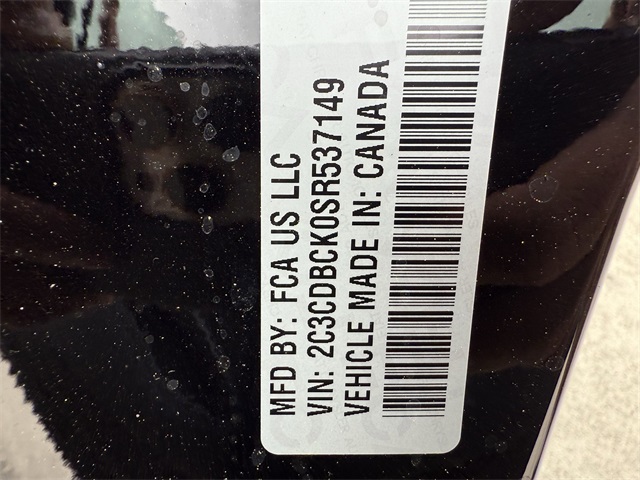 MFD BY: FCA US LLC
VIN: 2C3CDBCK0SR537149
VEHICLE MADE IN: CANADA